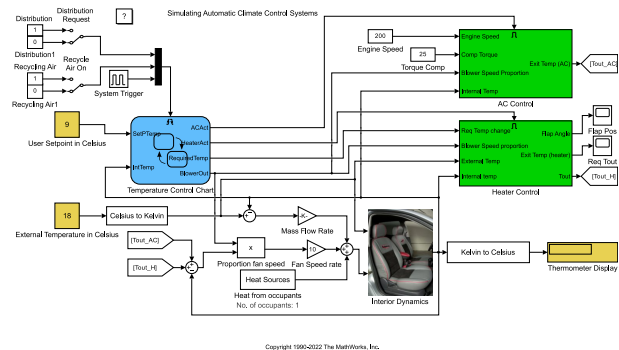 Simulating Automatic Climate Control Systems
Distribution
Distribution
Request
?
1
0
Distribution1
Recycling Air
Recycle
Air On
1
0
Recycling Air1
System Trigger
200
Engine Speed
25
Torque Comp
Engine Speed
Comp Torque
Blower Speed Proportion
Internal Temp
Exit Temp (AC)
AC Control
[Tout_AC]
9
User Setpoint in Celsius
SetPTemp
IntTemp
ACAct
HeaterAct
RequiredTemp
BlowerOut
Temperature Control Chart
Req Temp change
Blower Speed proportion
External Temp
Internal temp
Flap Angle
Exit Temp (heater)
Tout
Heater Control
Flap Pos
Req Tout
[Tout_H]
18
External Temperature in Celsius
Celsius to Kelvin
-K-
Mass Flow Rate
[Tout_AC]
[Tout_H]
x
Proportion fan speed
10
Fan Speed rate
Heat Sources
Heat from occupants
No. of occupants: 1
Interior Dynamics
Kelvin to Celsius
Thermometer Display
Copyright 1990-2022 The MathWorks, Inc.